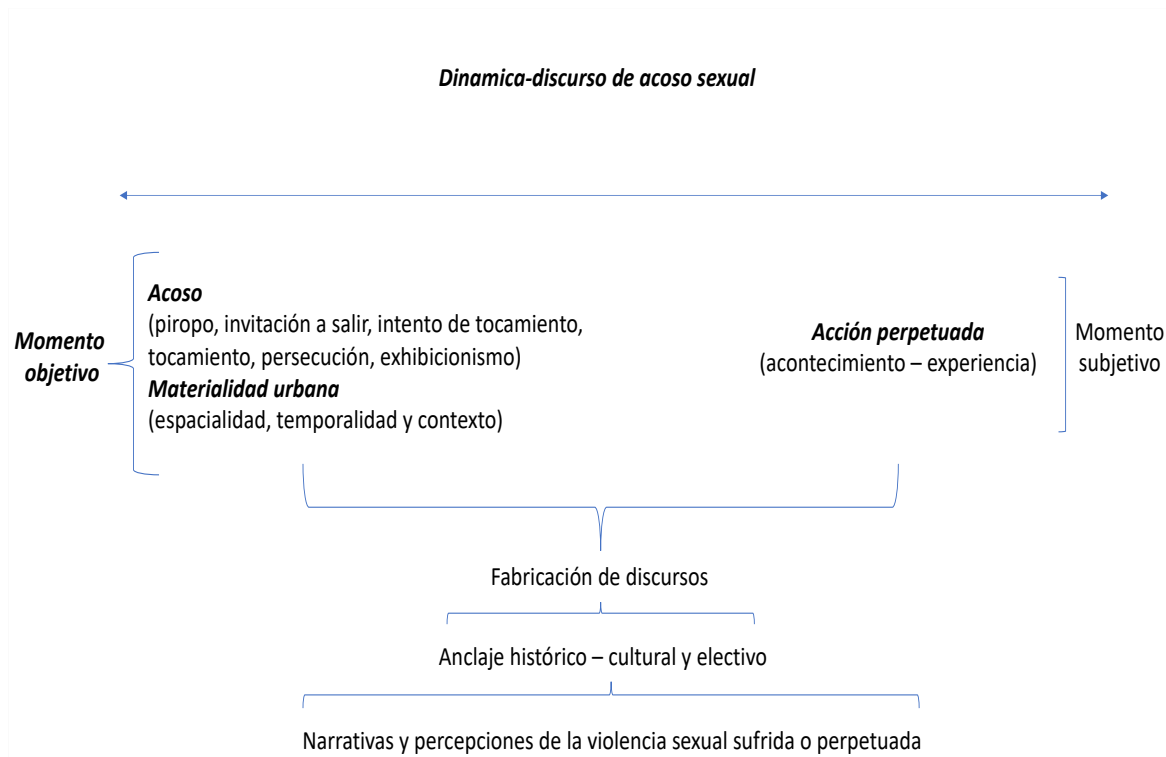 Dinamica-discurso de acoso sexual
Momento
objetivo
Acoso
(piropo, invitación a salir, intento de tocamiento,
tocamiento, persecución, exhibicionismo)
Materialidad urbana
(espacialidad, temporalidad y contexto)
Acción perpetuada
(acontecimiento – experiencia)
Momento
subjetivo
Fabricación de discursos
Anclaje histórico – cultural y electivo
Narrativas y percepciones de la violencia sexual sufrida o perpetuada